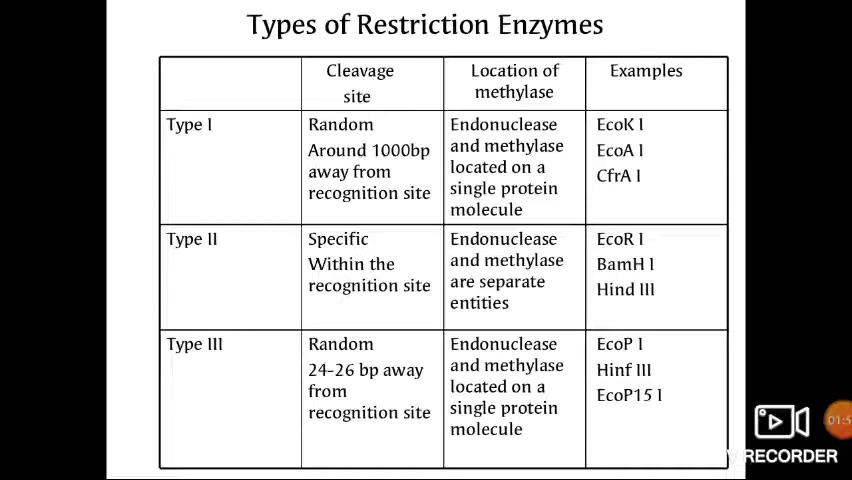 Types of Restriction Enzymes
Cleavage
site
Location of
methylase
Examples
Type I
Random
Around 1000bp
away from
recognition site
Endonuclease
and methylase
located on a
single protein
molecule
EcoK I
EcoA I
CfrA I
Type II
Specific
Within the
recognition site
Endonuclease
and methylase
are separate
entities
EcoR I
BamH I
Hind III
Type III
Random
24-26 bp away
from
recognition site
Endonuclease
and methylase
located on a
single protein
molecule
EcoP I
Hinf III
EcoP15 I
01:5
V RECORDER